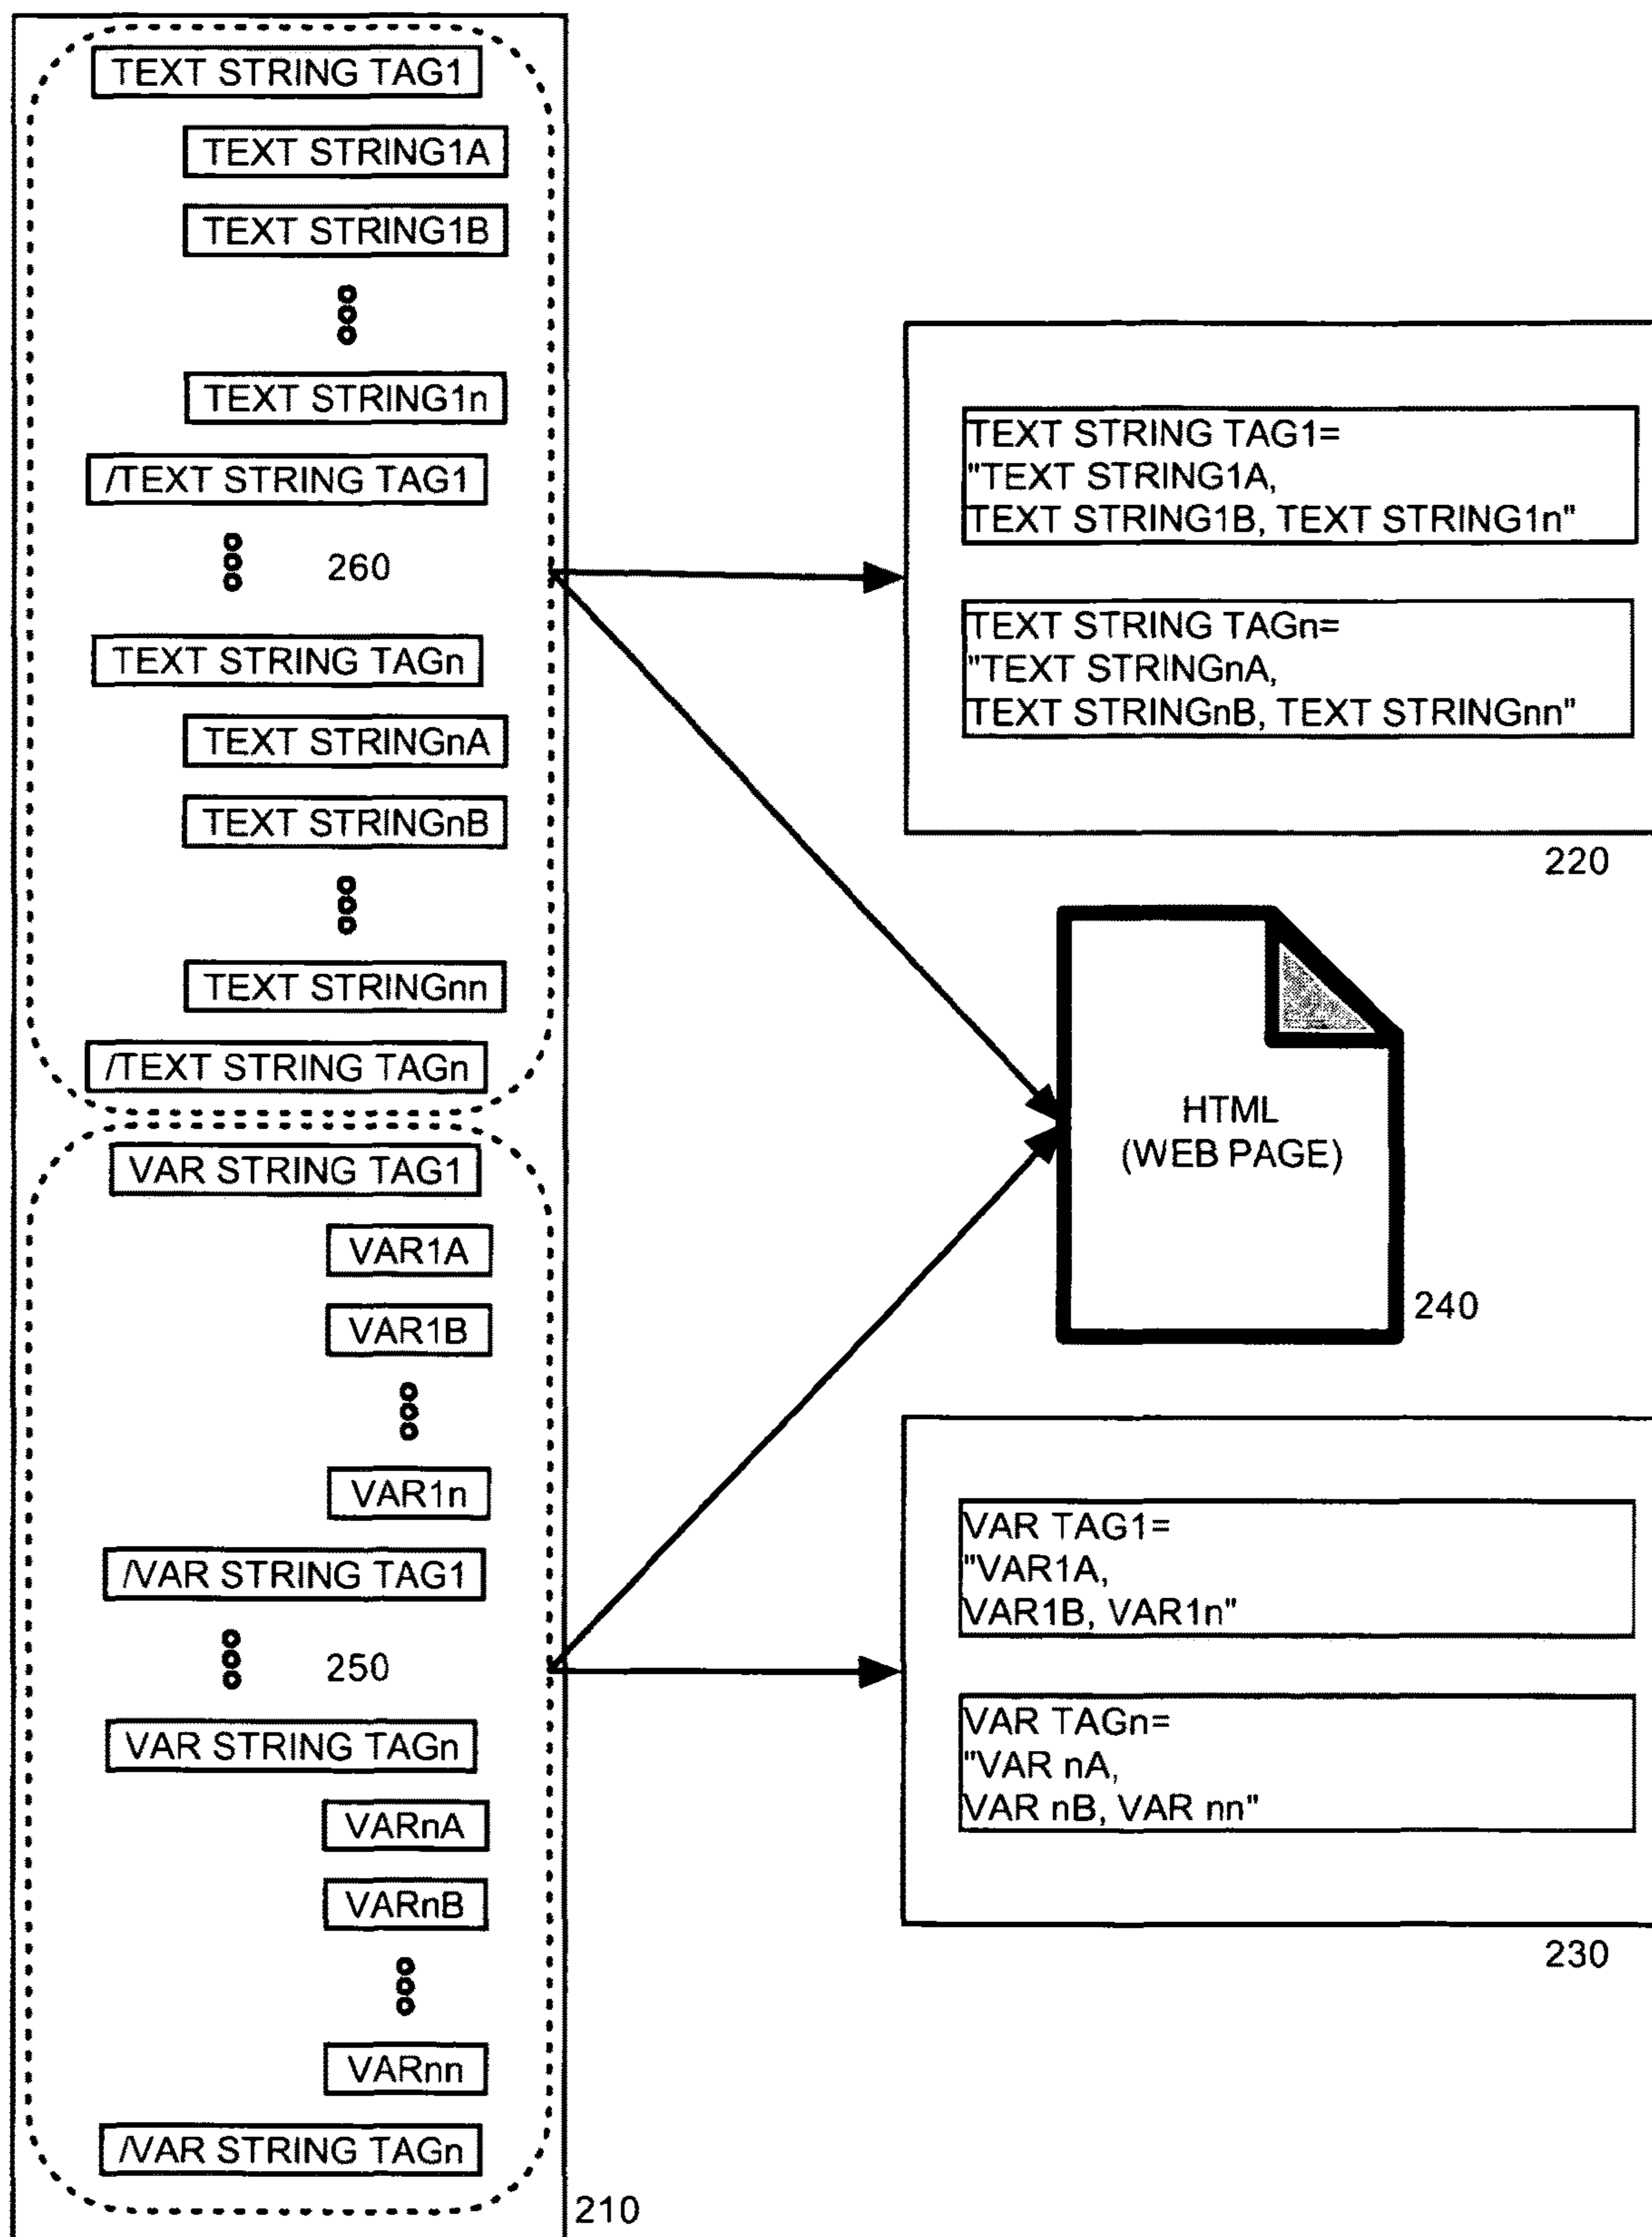 TEXT STRING TAG1
TEXT STRING1A
TEXT STRING1B
TEXT STRING1n
/TEXT STRING TAG1
260
TEXT STRING TAGn
TEXT STRINGnA
TEXT STRINGnB
TEXT STRINGnn
/TEXT STRING TAGn
VAR STRING TAG1
VAR1A
VAR1B
VAR1n
/VAR STRING TAG1
250
VAR STRING TAGn
VARnA
VARnB
VARnn
/VAR STRING TAGn
210
TEXT STRING TAG1=
"TEXT STRING1A,
TEXT STRING1B, TEXT STRING1n"
TEXT STRING TAGn=
"TEXT STRINGnA,
TEXT STRINGnB, TEXT STRINGnn"
220
HTML
(WEB PAGE)
240
VAR TAG1=
"VAR1A,
VAR1B, VAR1n"
VAR TAGn=
"VAR nA,
VAR nB, VAR nn"
230